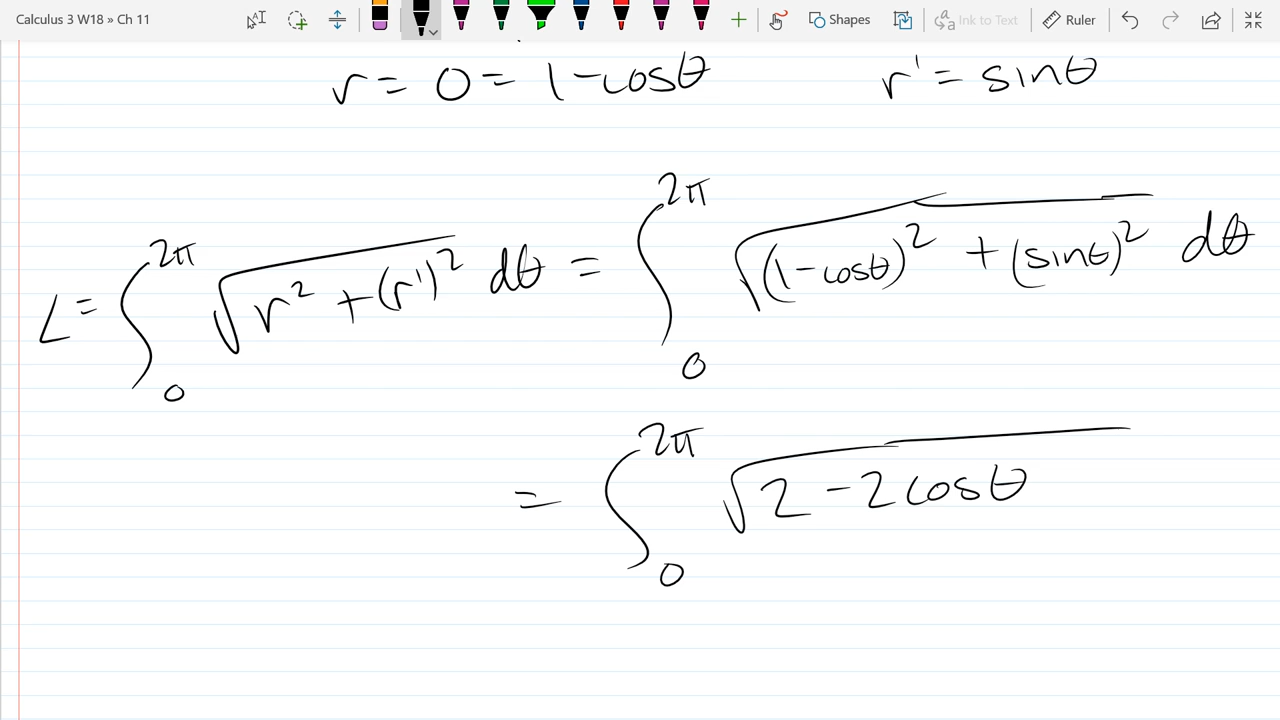 Calculus 3 W18 » Ch 11 Shapes Ink to Text Ruler
r = 0 = 1 - cosθ r' = sinθ
L = ∫₀^2π √(r² + (r')²) dθ = ∫₀^2π √((1 - cosθ)² + (sinθ)²) dθ
= ∫₀^2π √(2 - 2cosθ)